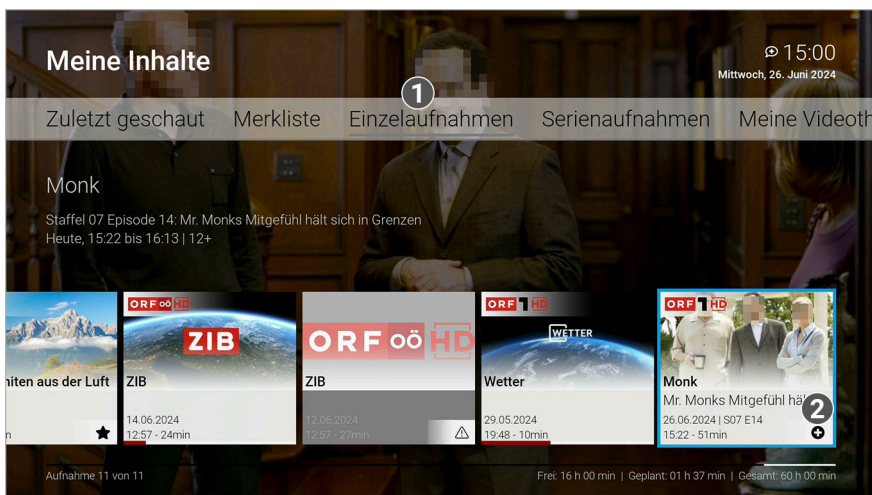 Meine Inhalte
15:00
Mittwoch, 26. Juni 2024
1
Zuletzt geschaut Merkliste Einzelaufnahmen Serienaufnahmen Meine Videoth
Monk
Staffel 07 Episode 14: Mr. Monks Mitgefühl hält sich in Grenzen
Heute, 15:22 bis 16:13 | 12+
niten aus der Luft
ORF oö HD
ZIB
ZIB
14.06.2024
12:57 - 24min
ORF oö HD
ZIB
12.06.2024
12:57 - 27min
ORF 1 HD
WETTER
Wetter
29.05.2024
19:48 - 10min
ORF 1 HD
Monk
Mr. Monks Mitgefühl hä
2
26.06.2024 | S07 E14
15:22 - 51min
Aufnahme 11 von 11
Frei: 16 h 00 min | Geplant: 01 h 37 min | Gesamt: 60 h 00 min